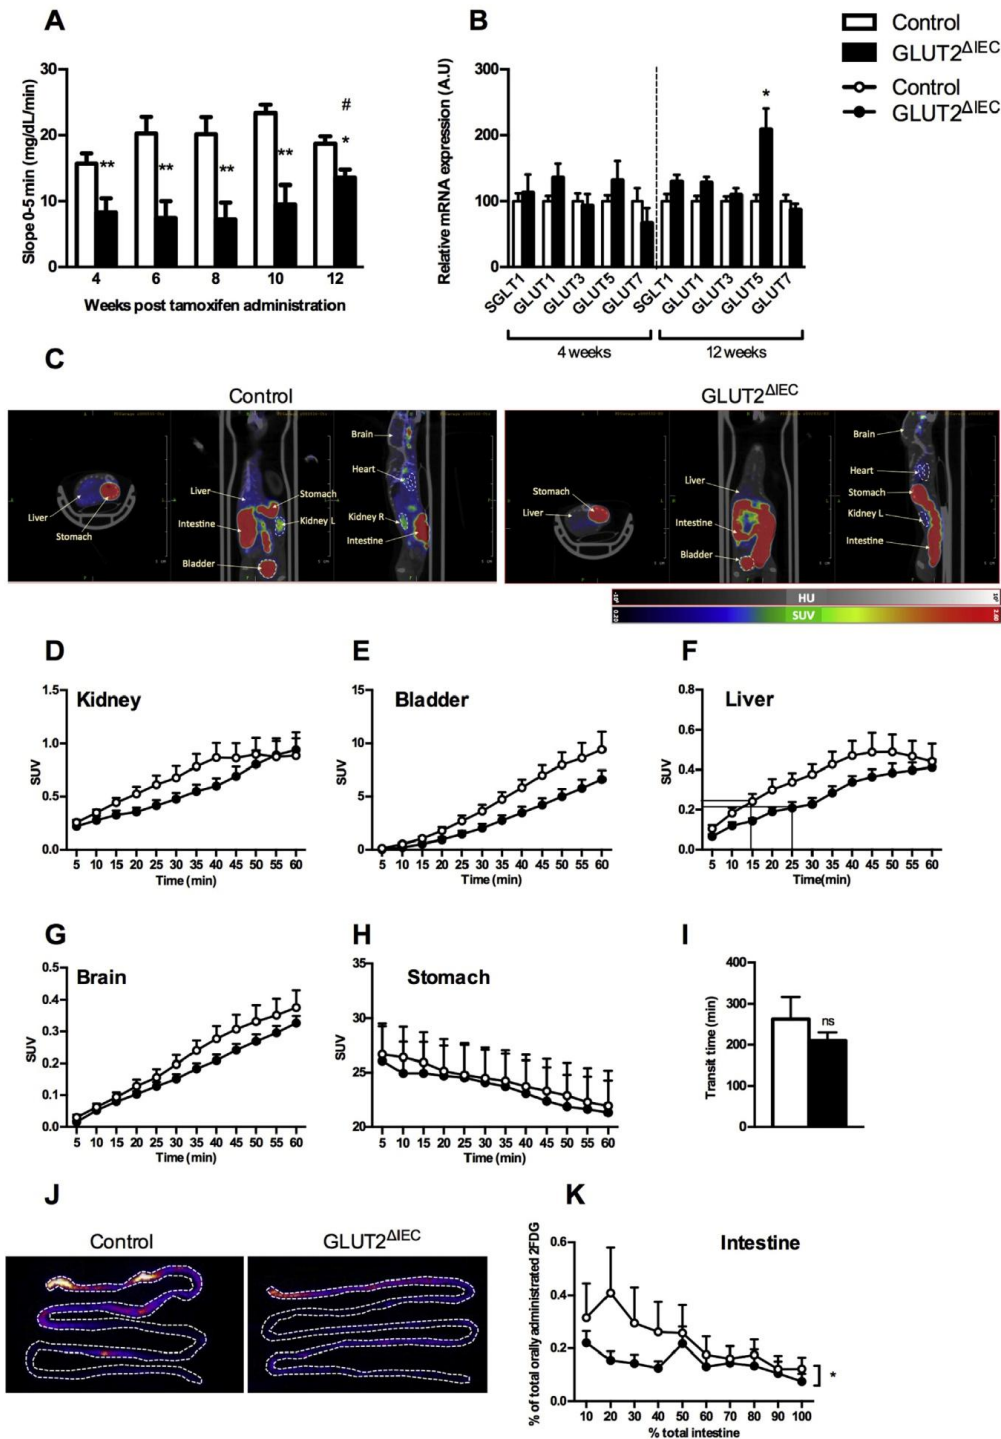 A
B
Control
GLUT2ΔIEC
Control
GLUT2ΔIEC
Slope 0-5 min (mg/dL/min)
30
20
10
0
**
**
**
**
#
*
4 6 8 10 12
Weeks post tamoxifen administration
Relative mRNA expression (A.U)
300
200
100
0
*
SGLT1 GLUT1 GLUT3 GLUT5 GLUT7 SGLT1 GLUT1 GLUT3 GLUT5 GLUT7
4 weeks 12 weeks
C
Control
GLUT2ΔIEC
Liver
Stomach
Liver
Stomach
Intestine
Kidney L
Bladder
Brain
Heart
Kidney R
Intestine
Stomach
Liver
Liver
Intestine
Bladder
Brain
Heart
Stomach
Kidney L
Intestine
HU
0.20 SUV
D
Kidney
SUV
1.5
1.0
0.5
0.0
5 10 15 20 25 30 35 40 45 50 55 60
Time (min)
E
Bladder
SUV
15
10
5
0
5 10 15 20 25 30 35 40 45 50 55 60
Time (min)
F
Liver
SUV
0.8
0.6
0.4
0.2
0.0
5 10 15 20 25 30 35 40 45 50 55 60
Time(min)
G
Brain
SUV
0.5
0.4
0.3
0.2
0.1
0.0
5 10 15 20 25 30 35 40 45 50 55 60
Time (min)
H
Stomach
SUV
35
30
25
20
5 10 15 20 25 30 35 40 45 50 55 60
Time (min)
I
Transit time (min)
400
300
200
100
0
ns
J
Control
GLUT2ΔIEC
K
Intestine
% of total orally administrated 2FDG
0.6
0.4
0.2
0.0
*
10 20 30 40 50 60 70 80 90 100
% total intestine